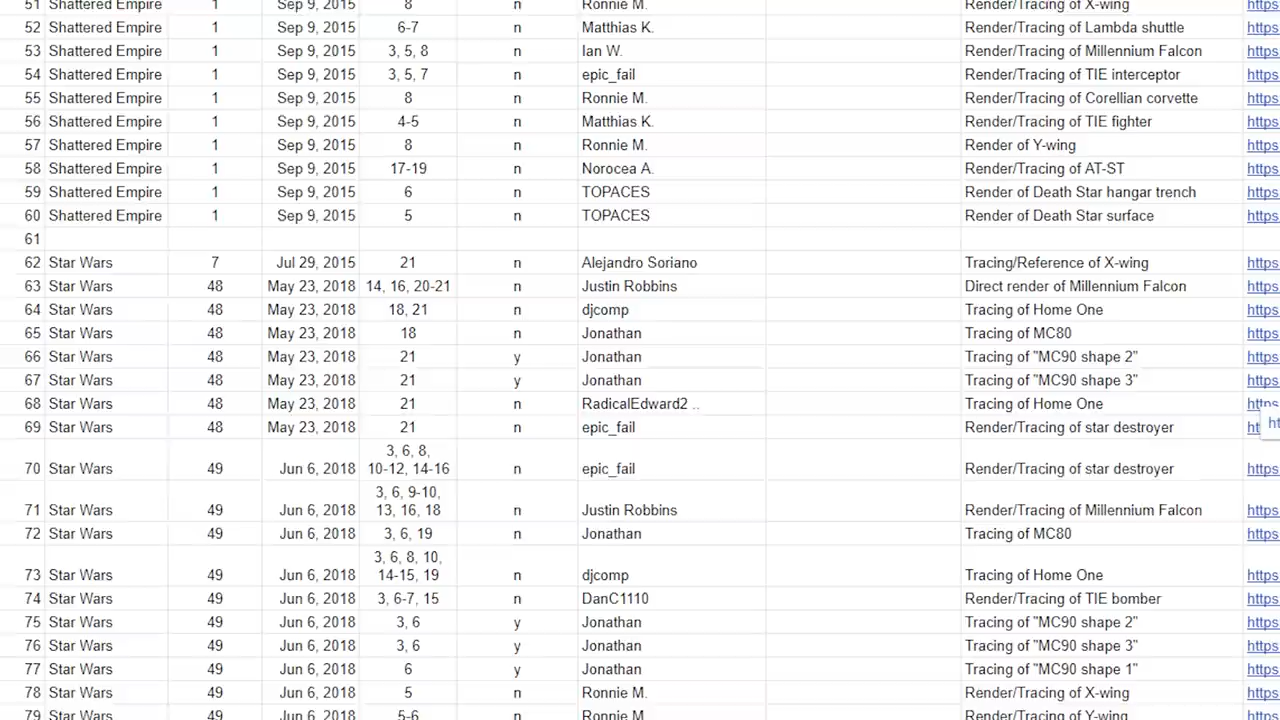 51 Shattered Empire 1 Sep 9, 2015 8 n Ronnie M. Render/Tracing of X-wing https
52 Shattered Empire 1 Sep 9, 2015 6-7 n Matthias K. Render/Tracing of Lambda shuttle https
53 Shattered Empire 1 Sep 9, 2015 3, 5, 8 n Ian W. Render/Tracing of Millennium Falcon https
54 Shattered Empire 1 Sep 9, 2015 3, 5, 7 n epic_fail Render/Tracing of TIE interceptor https
55 Shattered Empire 1 Sep 9, 2015 8 n Ronnie M. Render/Tracing of Corellian corvette https
56 Shattered Empire 1 Sep 9, 2015 4-5 n Matthias K. Render/Tracing of TIE fighter https
57 Shattered Empire 1 Sep 9, 2015 8 n Ronnie M. Render of Y-wing https
58 Shattered Empire 1 Sep 9, 2015 17-19 n Norocea A. Render/Tracing of AT-ST https
59 Shattered Empire 1 Sep 9, 2015 6 n TOPACES Render of Death Star hangar trench https
60 Shattered Empire 1 Sep 9, 2015 5 n TOPACES Render of Death Star surface https
61
62 Star Wars 7 Jul 29, 2015 21 n Alejandro Soriano Tracing/Reference of X-wing https
63 Star Wars 48 May 23, 2018 14, 16, 20-21 n Justin Robbins Direct render of Millennium Falcon https
64 Star Wars 48 May 23, 2018 18, 21 n djcomp Tracing of Home One https
65 Star Wars 48 May 23, 2018 18 n Jonathan Tracing of MC80 https
66 Star Wars 48 May 23, 2018 21 y Jonathan Tracing of "MC90 shape 2" https
67 Star Wars 48 May 23, 2018 21 y Jonathan Tracing of "MC90 shape 3" https
68 Star Wars 48 May 23, 2018 21 n RadicalEdward2 .. Tracing of Home One https
69 Star Wars 48 May 23, 2018 21 n epic_fail Render/Tracing of star destroyer ht ht
3, 6, 8,
70 Star Wars 49 Jun 6, 2018 10-12, 14-16 n epic_fail Render/Tracing of star destroyer https
3, 6, 9-10,
71 Star Wars 49 Jun 6, 2018 13, 16, 18 n Justin Robbins Render/Tracing of Millennium Falcon https
72 Star Wars 49 Jun 6, 2018 3, 6, 19 n Jonathan Tracing of MC80 https
3, 6, 8, 10,
73 Star Wars 49 Jun 6, 2018 14-15, 19 n djcomp Tracing of Home One https
74 Star Wars 49 Jun 6, 2018 3, 6-7, 15 n DanC1110 Render/Tracing of TIE bomber https
75 Star Wars 49 Jun 6, 2018 3, 6 y Jonathan Tracing of "MC90 shape 2" https
76 Star Wars 49 Jun 6, 2018 3, 6 y Jonathan Tracing of "MC90 shape 3" https
77 Star Wars 49 Jun 6, 2018 6 y Jonathan Tracing of "MC90 shape 1" https
78 Star Wars 49 Jun 6, 2018 5 n Ronnie M. Render/Tracing of X-wing https
79 Star Wars 49 Jun 6, 2018 5-6 n Ronnie M. Render/Tracing of Y-wing https